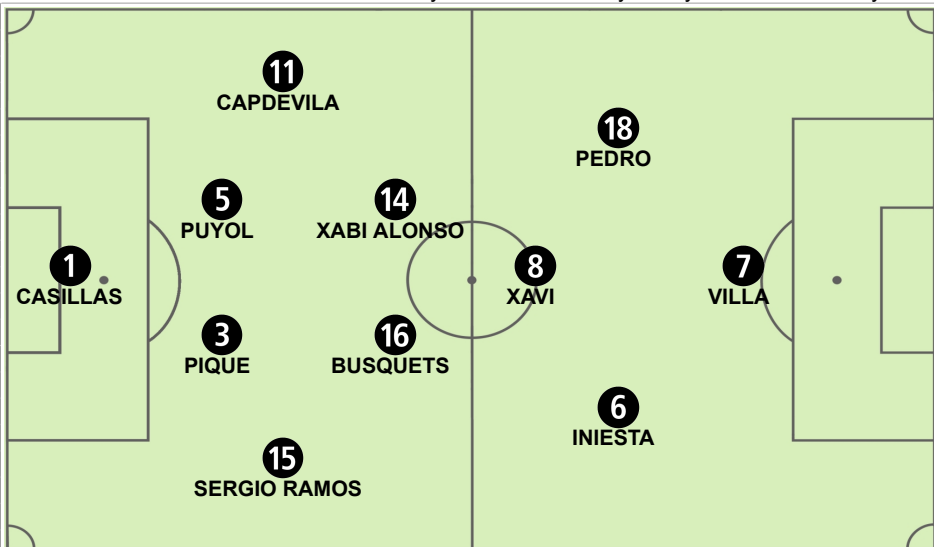 11
CAPDEVILA
18
PEDRO
5
PUYOL
14
XABI ALONSO
1
CASILLAS
8
XAVI
7
VILLA
3
PIQUE
16
BUSQUETS
6
INIESTA
15
SERGIO RAMOS